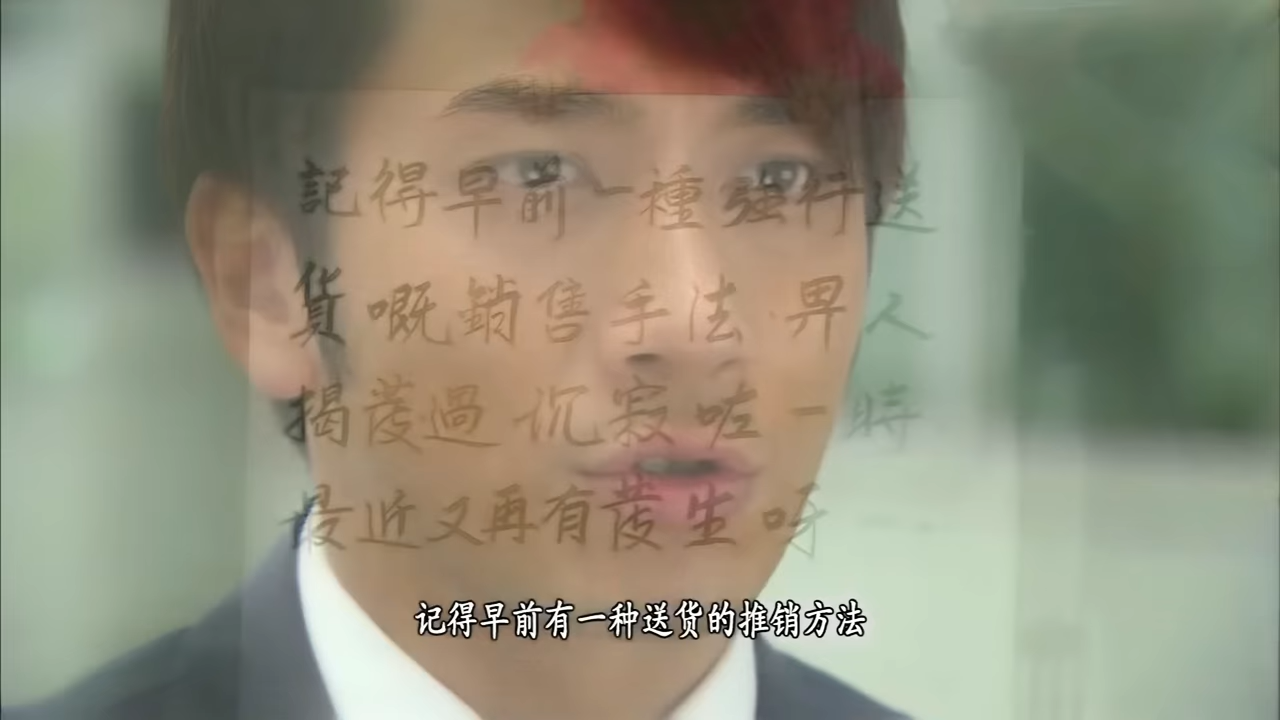 記得早前一種強行送
貨嘅銷售手法畀人
揭發過沉寂咗一時
最近又再有發生呀
记得早前有一种送货的推销方法